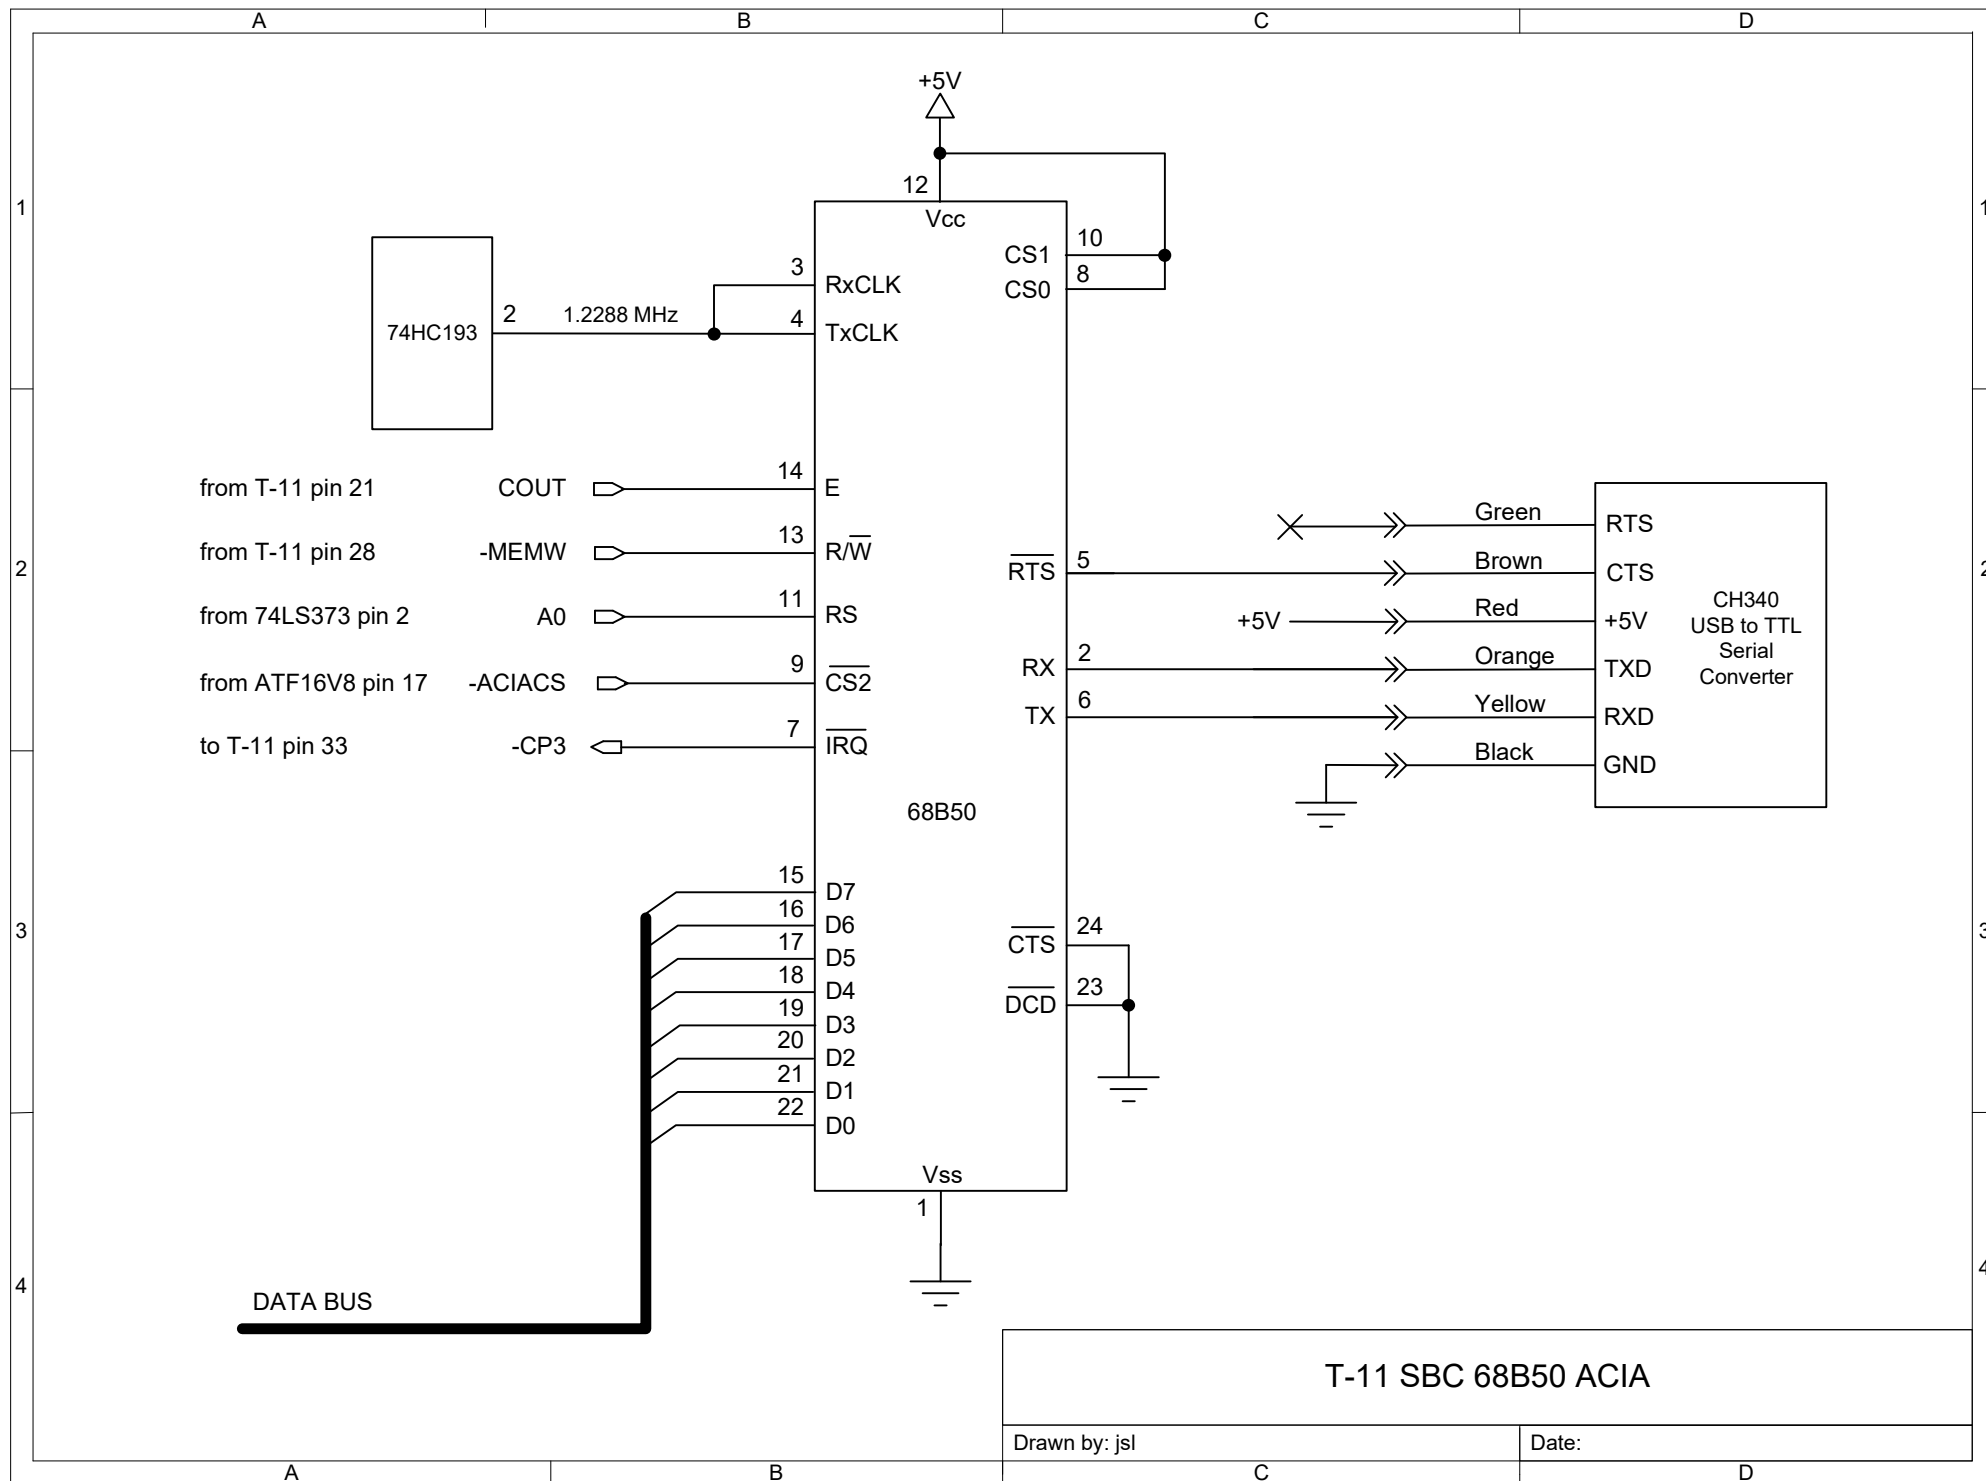 A B C D
+5V
12
Vcc
1
1
10
CS1
3
8
RxCLK
CS0
2
1.2288 MHz
4
74HC193
TxCLK
from T-11 pin 21 COUT 14 E
Green RTS
from T-11 pin 28 -MEMW 13 R/W
2
RTS 5 Brown CTS
2
from 74LS373 pin 2 A0 11 RS
+5V Red +5V
CH340
USB to TTL
Serial
Converter
RX 2 Orange TXD
from ATF16V8 pin 17 -ACIACS 9 CS2
TX 6 Yellow RXD
to T-11 pin 33 -CP3 7 IRQ
Black GND
68B50
15 D7
16 D6
3
24
CTS
3
17 D5
18 D4
23
DCD
19 D3
20 D2
21 D1
22 D0
Vss
1
4
4
DATA BUS
T-11 SBC 68B50 ACIA
Drawn by: jsl Date:
A B C D